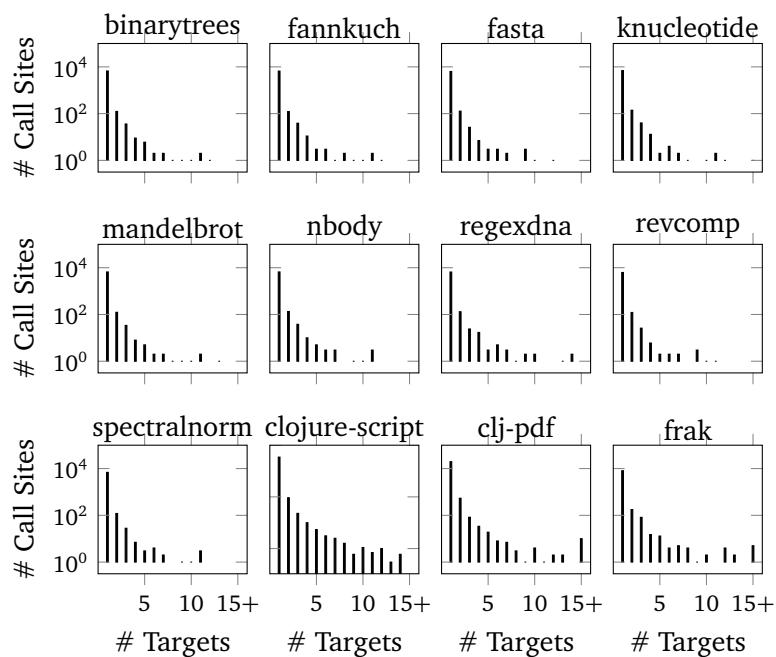 binarytrees fannkuch fasta knucleotide
# Call Sites
10^4
10^2
10^0
mandelbrot nbody regexdna revcomp
# Call Sites
10^4
10^2
10^0
spectralnorm clojure-script clj-pdf frak
# Call Sites
10^4
10^2
10^0
5 10 15+ 5 10 15+ 5 10 15+ 5 10 15+
# Targets # Targets # Targets # Targets